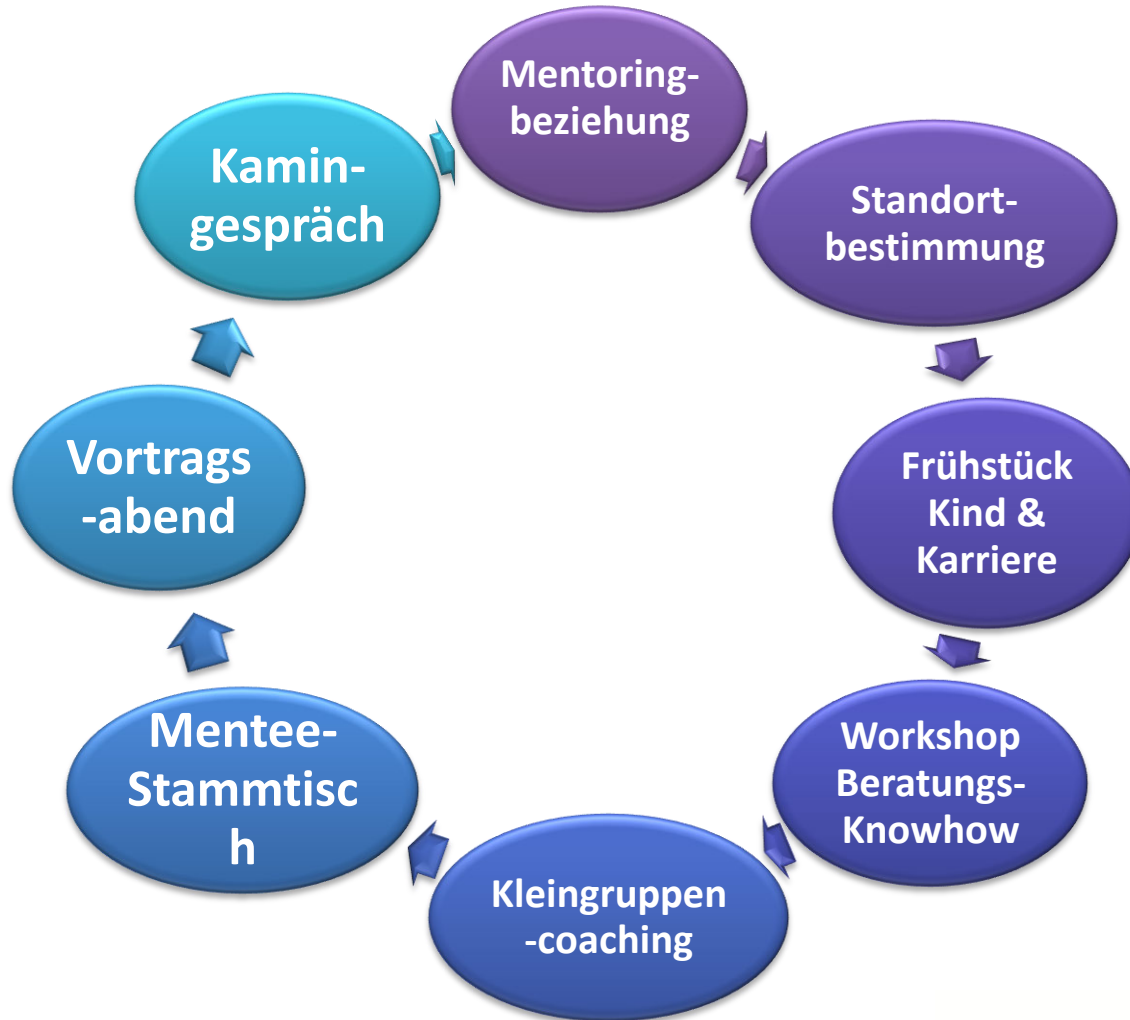 Mentoring-
beziehung
Standort-
bestimmung
Frühstück
Kind &
Karriere
Workshop
Beratungs-
Knowhow
Kleingruppen
-coaching
Mentee-
Stammtisc
h
Vortrags
-abend
Kamin-
gespräch